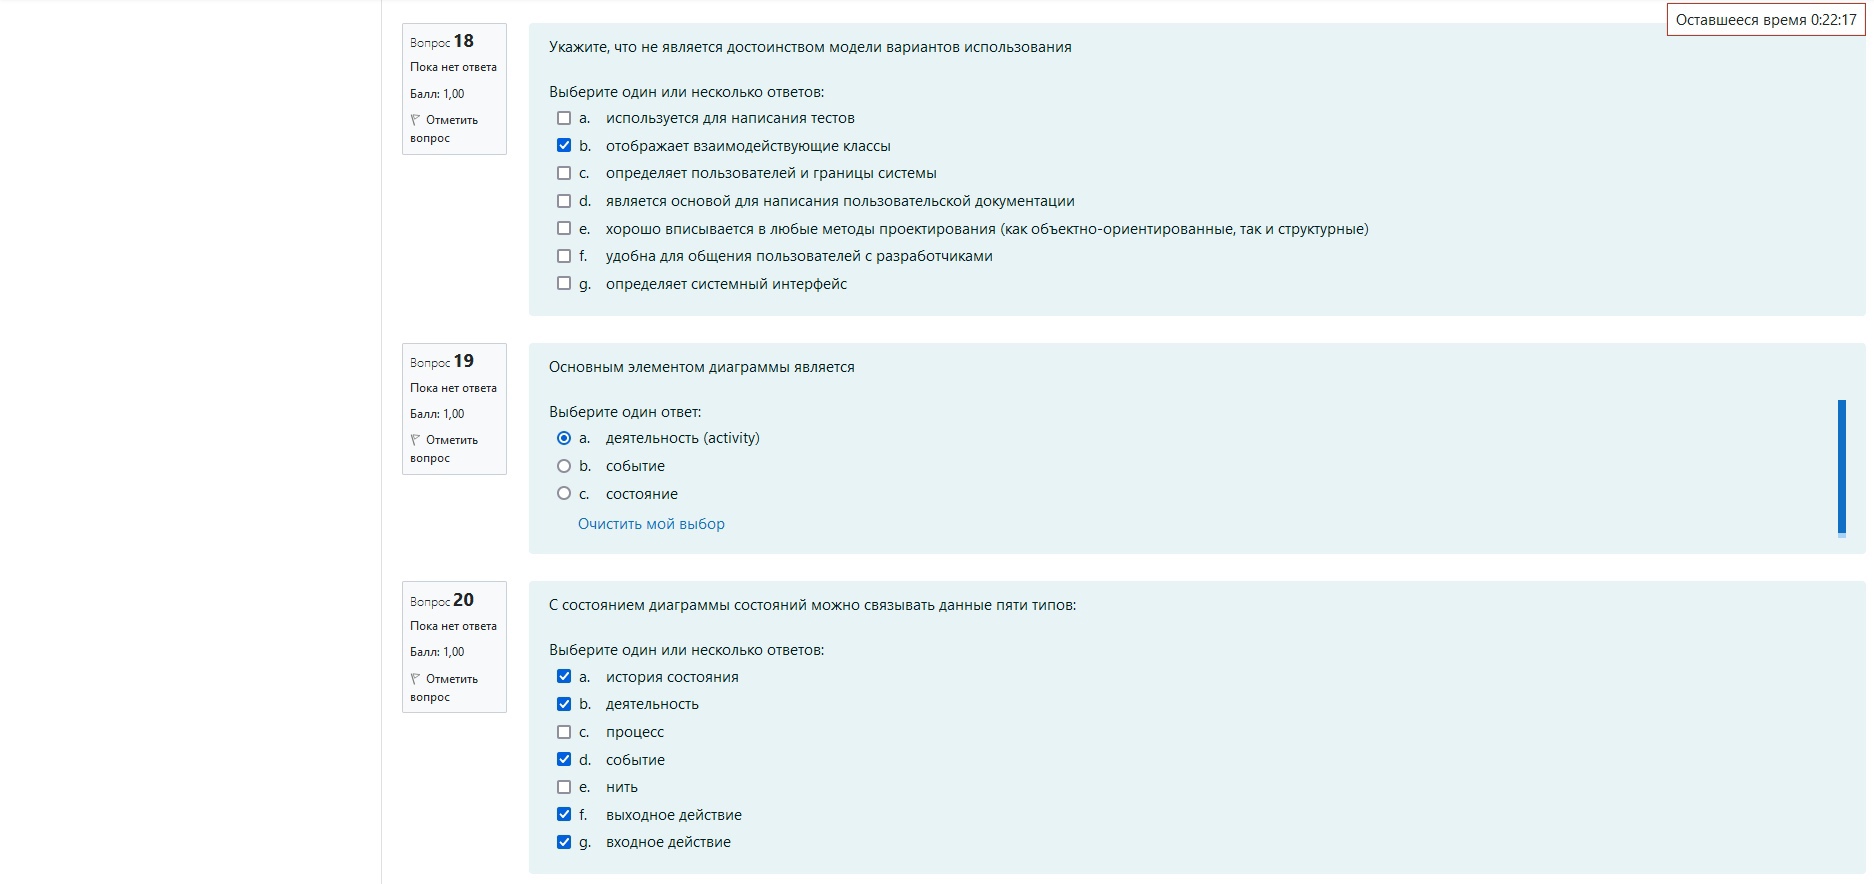 Оставшееся время 0:22:17
Вопрос 18
Пока нет ответа
Балл: 1,00
Отметить
вопрос
Укажите, что не является достоинством модели вариантов использования
Выберите один или несколько ответов:
a. используется для написания тестов
b. отображает взаимодействующие классы
c. определяет пользователей и границы системы
d. является основой для написания пользовательской документации
e. хорошо вписывается в любые методы проектирования (как объектно-ориентированные, так и структурные)
f. удобна для общения пользователей с разработчиками
g. определяет системный интерфейс
Вопрос 19
Пока нет ответа
Балл: 1,00
Отметить
вопрос
Основным элементом диаграммы является
Выберите один ответ:
a. деятельность (activity)
b. событие
c. состояние
Очистить мой выбор
Вопрос 20
Пока нет ответа
Балл: 1,00
Отметить
вопрос
С состоянием диаграммы состояний можно связывать данные пяти типов:
Выберите один или несколько ответов:
a. история состояния
b. деятельность
c. процесс
d. событие
e. нить
f. выходное действие
g. входное действие